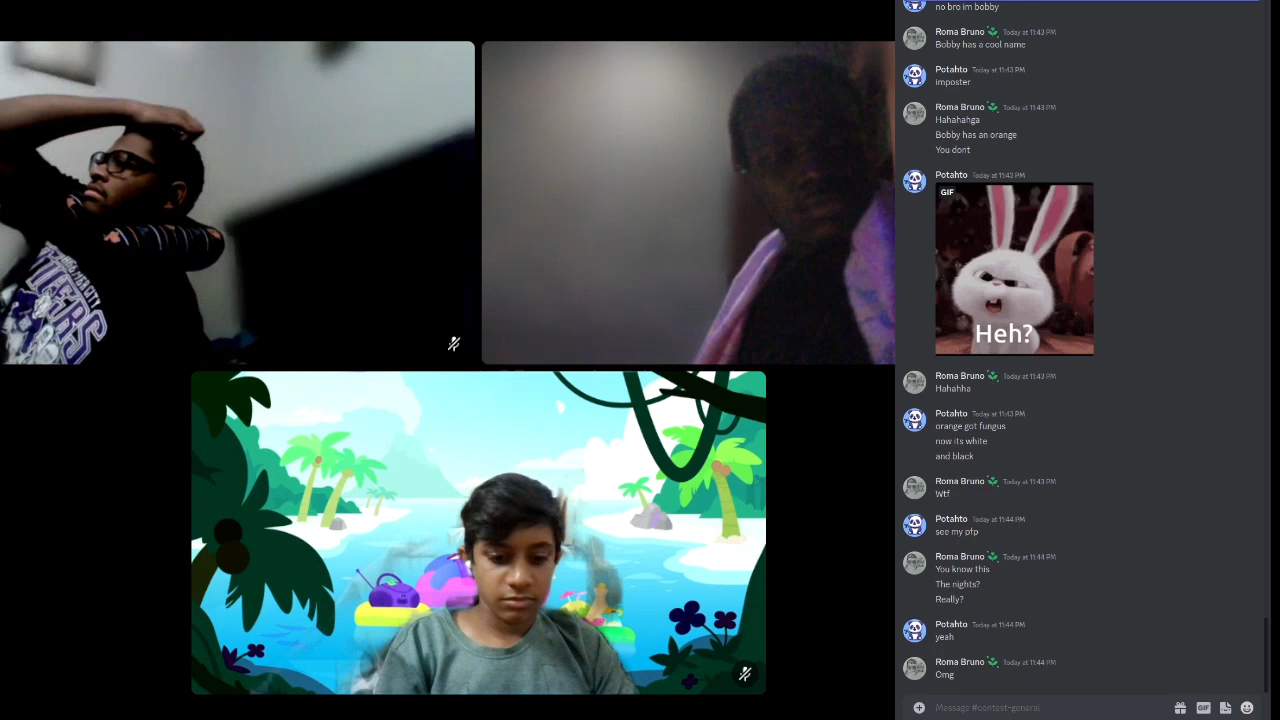 no bro im bobby
Roma Bruno Today at 11:43 PM
Bobby has a cool name
Potahto Today at 11:43 PM
imposter
Roma Bruno Today at 11:43 PM
Hahahahga
Bobby has an orange
You dont
Potahto Today at 11:43 PM
GIF
Heh?
Roma Bruno Today at 11:43 PM
Hahahha
Potahto Today at 11:43 PM
orange got fungus
now its white
and black
Roma Bruno Today at 11:43 PM
Wtf
Potahto Today at 11:44 PM
see my pfp
Roma Bruno Today at 11:44 PM
You know this
The nights?
Really?
Potahto Today at 11:44 PM
yeah
Roma Bruno Today at 11:44 PM
Omg
Message #contest-general
GIF